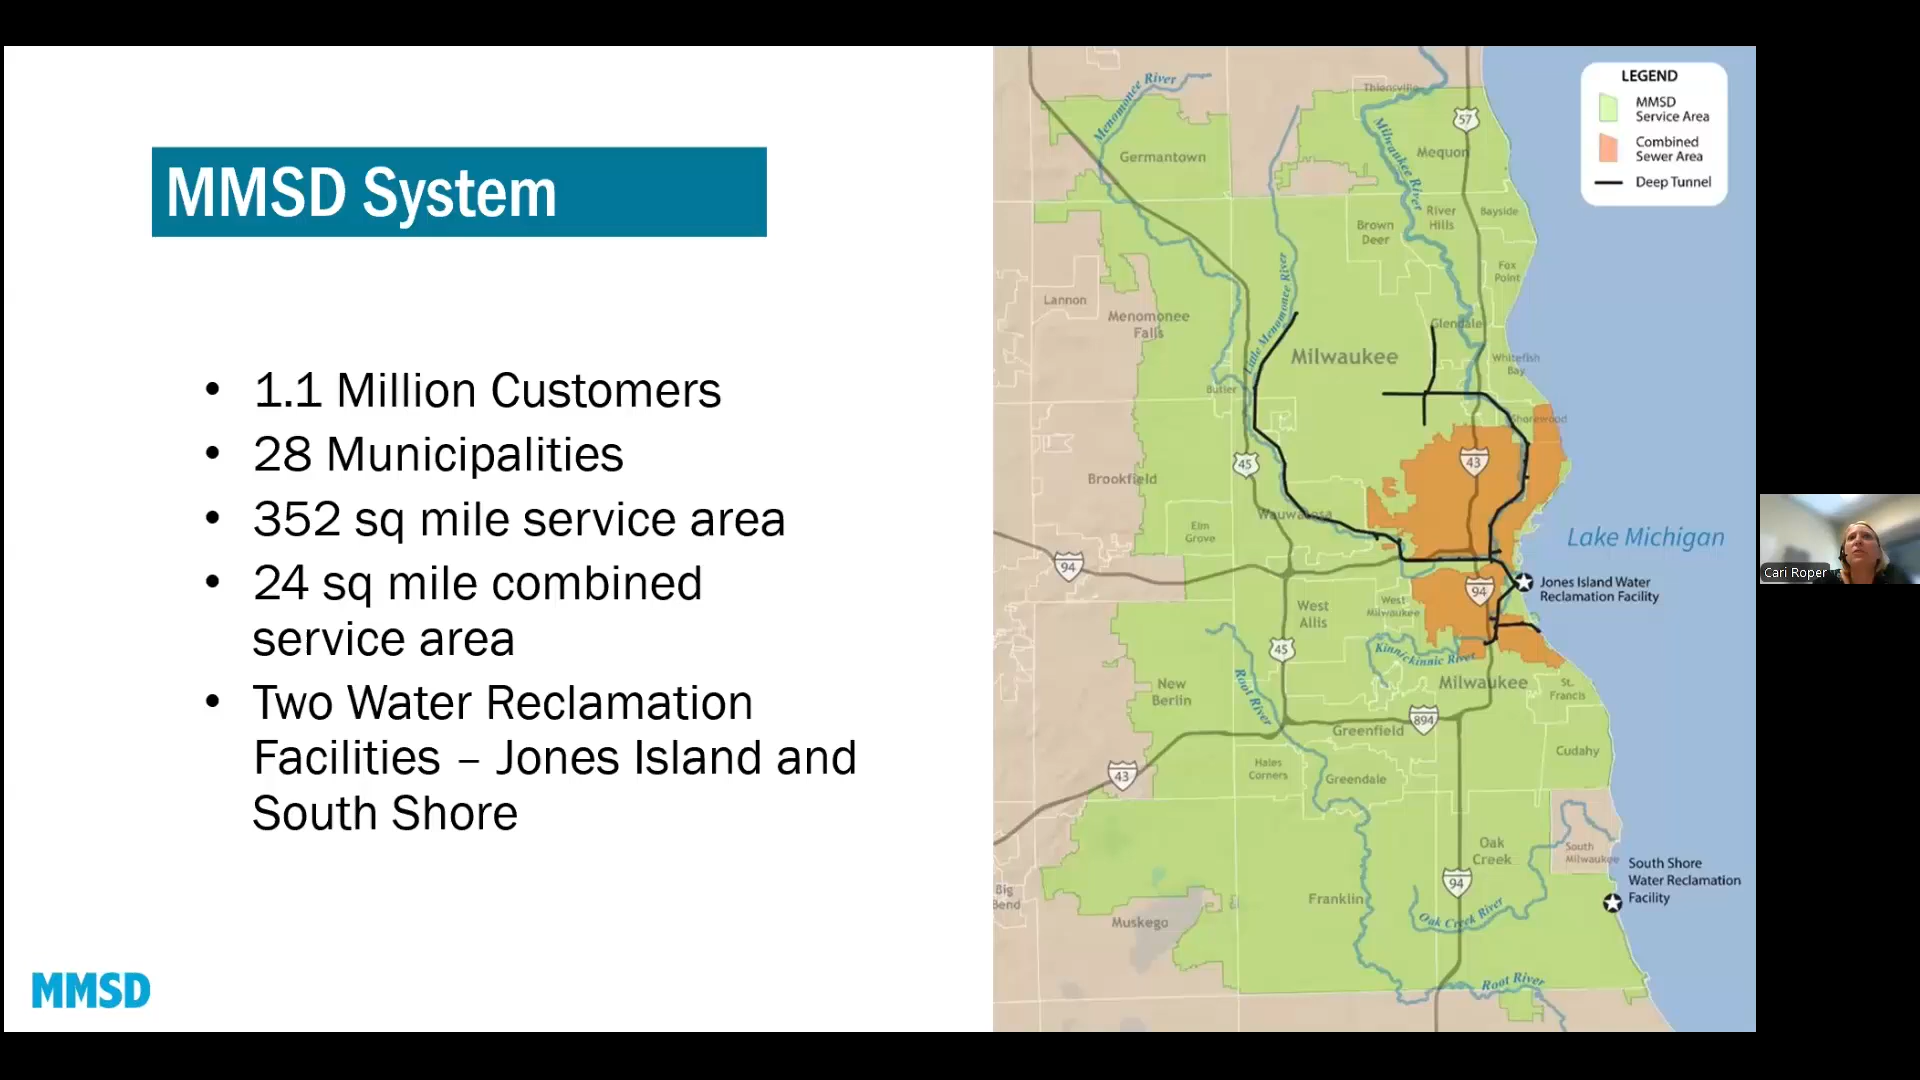 MMSD System
• 1.1 Million Customers
• 28 Municipalities
• 352 sq mile service area
• 24 sq mile combined
service area
• Two Water Reclamation
Facilities – Jones Island and
South Shore
MMSD
LEGEND
MMSD
Service Area
Combined
Sewer Area
Deep Tunnel
Menomonee River
Thiensville
57
Milwaukee River
Mequon
Germantown
River
Hills
Bayside
Brown
Deer
Fox
Point
Little Menomonee River
Lannon
Menomonee
Falls
Glendale
Milwaukee
Whitefish
Bay
Butler
Shorewood
45
43
Brookfield
Wauwatosa
Elm
Grove
Lake Michigan
94
94
Jones Island Water
Reclamation Facility
West
Allis
West
Milwaukee
45
Kinnickinnic River
Root River
New
Berlin
Milwaukee
St.
Francis
894
Greenfield
Cudahy
43
Hales
Corners
Greendale
Oak
Creek
South
Milwaukee
South Shore
Water Reclamation
Facility
94
Big
Bend
Franklin
Oak Creek River
Muskego
Root River
Cari Roper